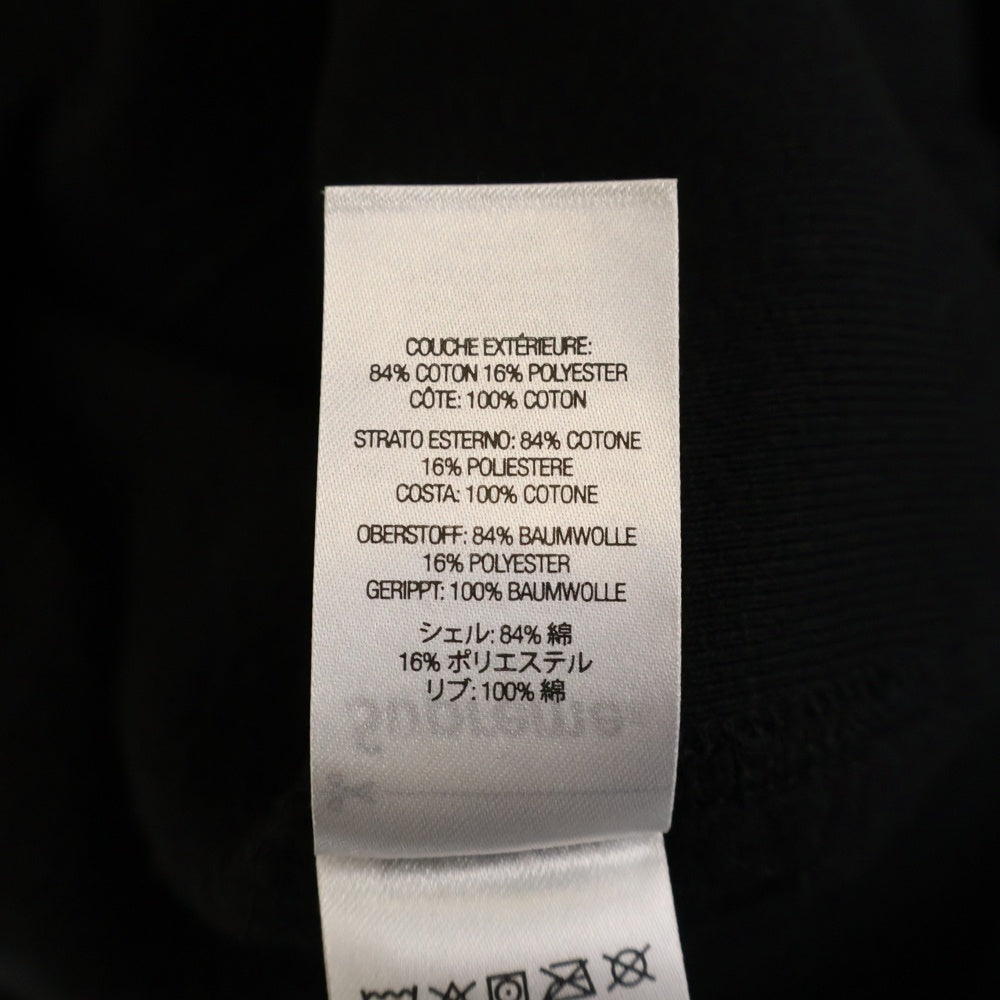 COUCHE EXTÉRIEURE:
84% COTON 16% POLYESTER
CÔTE: 100% COTON
STRATO ESTERNO: 84% COTONE
16% POLIESTERE
COSTA: 100% COTONE
OBERSTOFF: 84% BAUMWOLLE
16% POLYESTER
GERIPPT: 100% BAUMWOLLE
シェル: 84% 綿
16% ポリエステル
リブ: 100% 綿
Supreme